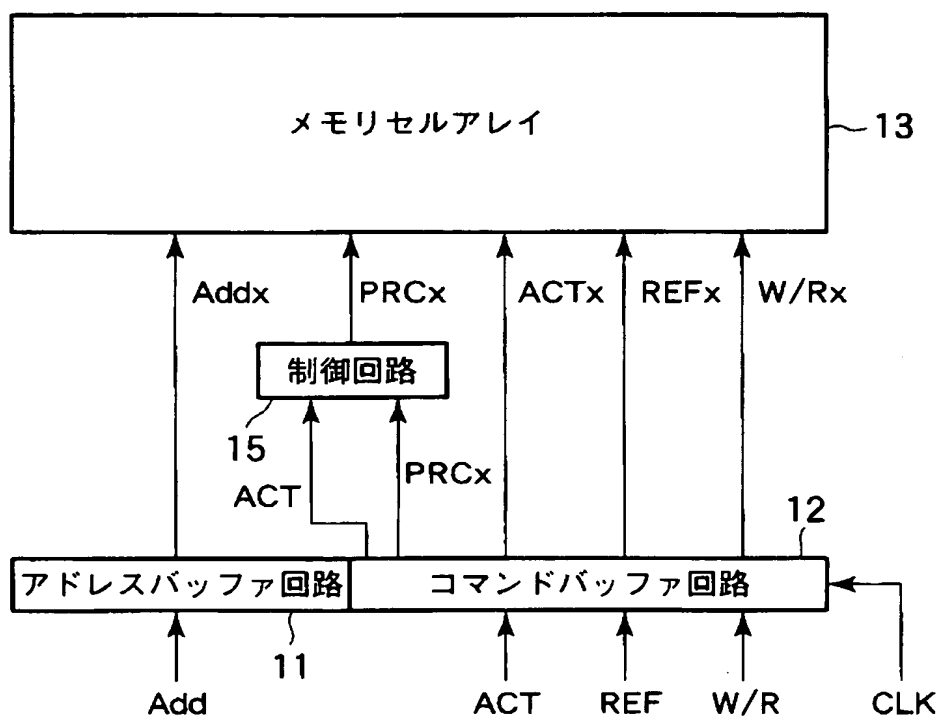 メモリセルアレイ
13
Addx
PRCx
ACTx
REFx
W/Rx
制御回路
15
ACT
PRCx
12
アドレスバッファ回路
コマンドバッファ回路
11
Add
ACT
REF
W/R
CLK